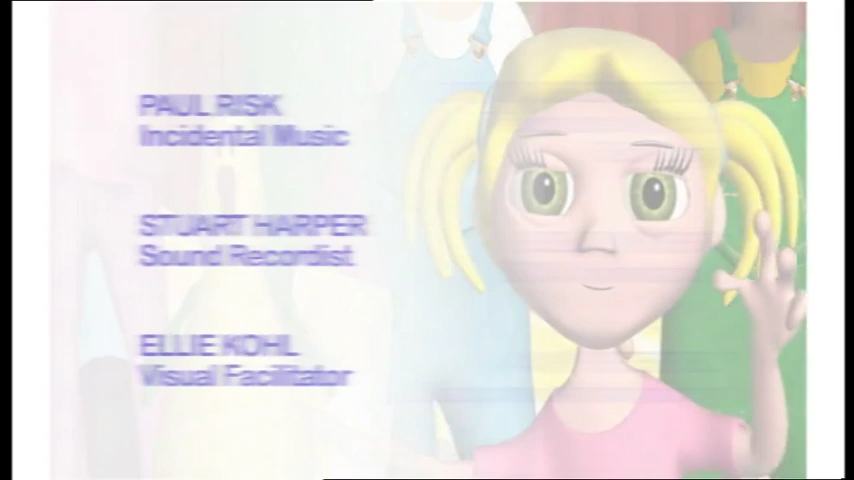 PAUL RISK
Incidental Music
STUART HARPER
Sound Recordist
ELLIE KOHL
Visual Facilitator